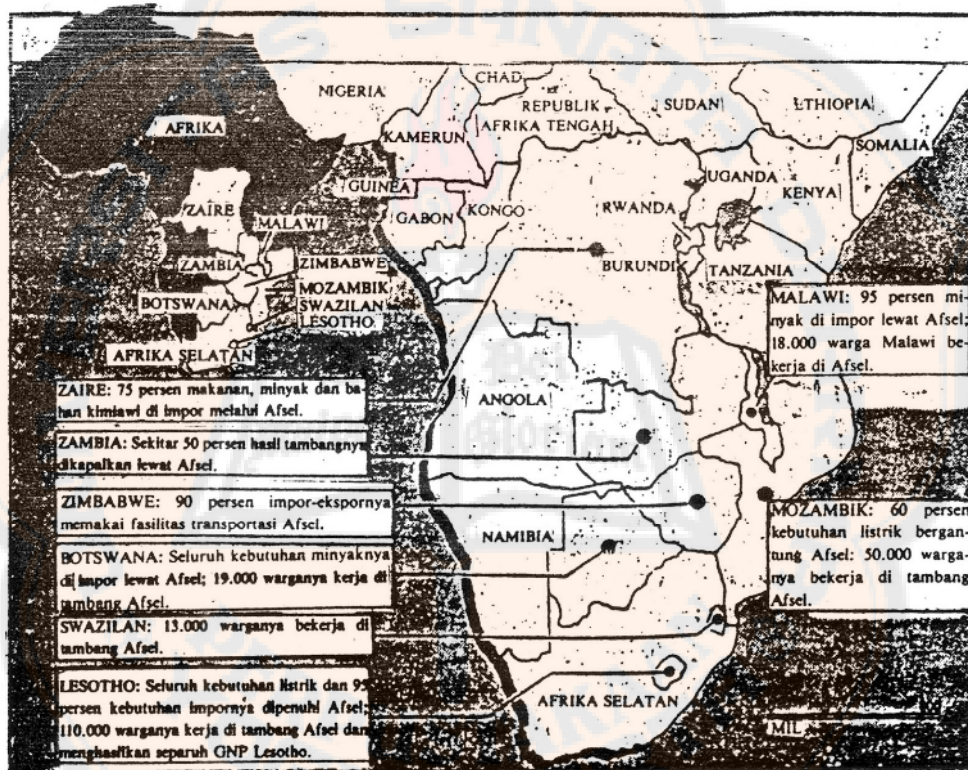 CHAD
NIGERIA
REPUBLIK
AFRIKA TENGAH
SUDAN
ETHIOPIA
AFRIKA
KAMERUN
SOMALIA
GUINEA
UGANDA
KENYA
ZAIRE
MALAWI
GABON
KONGO
RWANDA
ZAMBIA
ZIMBABWE
BURUNDI
TANZANIA
BOTSWANA
MOZAMBIK
SWAZILAN
LESOTHO
AFRIKA SELATAN
MALAWI: 95 persen mi-
nyak di impor lewat Afsel;
18.000 warga Malawi be-
kerja di Afsel.
ZAIRE: 75 persen makanan, minyak dan ba-
han kimiawi di impor melalui Afsel.
ANGOLA
ZAMBIA: Sekitar 50 persen hasil tambangnya
dikapalkan lewat Afsel.
ZIMBABWE: 90 persen impor-ekspornya
memakai fasilitas transportasi Afsel.
NAMIBIA
MOZAMBIK: 60 persen
kebutuhan listrik bergan-
tung Afsel: 50.000 warga-
nya bekerja di tambang
Afsel.
BOTSWANA: Seluruh kebutuhan minyaknya
di impor lewat Afsel; 19.000 warganya kerja di
tambang Afsel.
SWAZILAN: 13.000 warganya bekerja di
tambang Afsel.
LESOTHO: Seluruh kebutuhan listrik dan 95
persen kebutuhan impornya dipenuhi Afsel;
110.000 warganya kerja di tambang Afsel dan
menghasilkan separuh GNP Lesotho.
AFRIKA SELATAN
MIL